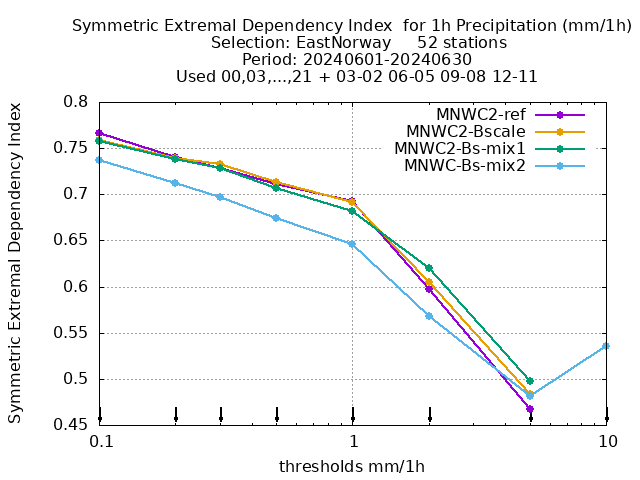 Symmetric Extremal Dependency Index  for 1h Precipitation (mm/1h)
Selection: EastNorway     52 stations
Period: 20240601-20240630
Used 00,03,...,21 + 03-02 06-05 09-08 12-11
Symmetric Extremal Dependency Index
0.8
0.75
0.7
0.65
0.6
0.55
0.5
0.45
MNWC2-ref
MNWC2-Bscale
MNWC2-Bs-mix1
MNWC-Bs-mix2
0.1
1
10
thresholds mm/1h